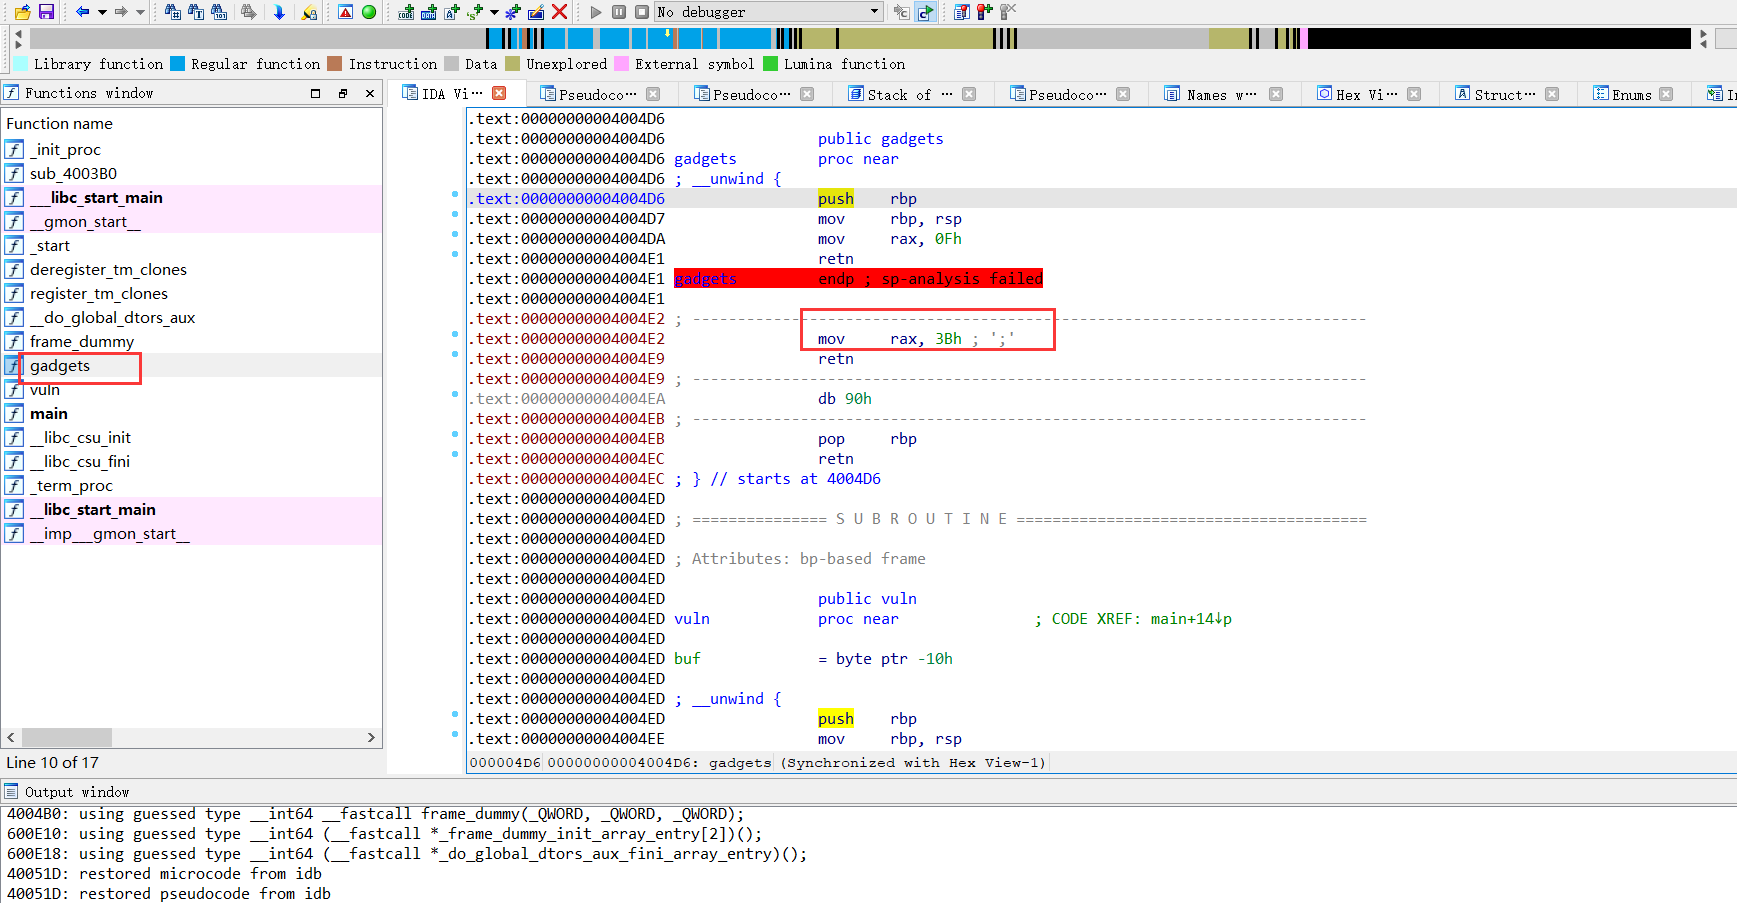 No debugger
Library function Regular function Instruction Data Unexplored External symbol Lumina function
Functions window
IDA Vi··· Pseudoco··· Pseudoco··· Stack of ··· Pseudoco··· Names w··· Hex Vi··· Struct··· Enums
Function name
_init_proc
sub_4003B0
___libc_start_main
__gmon_start__
_start
deregister_tm_clones
register_tm_clones
__do_global_dtors_aux
frame_dummy
gadgets
vuln
main
__libc_csu_init
__libc_csu_fini
_term_proc
__libc_start_main
__imp___gmon_start__
Line 10 of 17
.text:00000000004004D6
.text:00000000004004D6 public gadgets
.text:00000000004004D6 gadgets proc near
.text:00000000004004D6 ; __unwind {
.text:00000000004004D6 push rbp
.text:00000000004004D7 mov rbp, rsp
.text:00000000004004DA mov rax, 0Fh
.text:00000000004004E1 retn
.text:00000000004004E1 gadgets endp ; sp-analysis failed
.text:00000000004004E1
.text:00000000004004E2 ; ---------------------------------------------------------------------------
.text:00000000004004E2 mov rax, 3Bh ; ';'
.text:00000000004004E9 retn
.text:00000000004004E9 ; ---------------------------------------------------------------------------
.text:00000000004004EA db 90h
.text:00000000004004EB ; ---------------------------------------------------------------------------
.text:00000000004004EB pop rbp
.text:00000000004004EC retn
.text:00000000004004EC ; } // starts at 4004D6
.text:00000000004004ED
.text:00000000004004ED ; =============== S U B R O U T I N E =======================================
.text:00000000004004ED
.text:00000000004004ED ; Attributes: bp-based frame
.text:00000000004004ED
.text:00000000004004ED public vuln
.text:00000000004004ED vuln proc near ; CODE XREF: main+14↓p
.text:00000000004004ED
.text:00000000004004ED buf = byte ptr -10h
.text:00000000004004ED
.text:00000000004004ED ; __unwind {
.text:00000000004004ED push rbp
.text:00000000004004EE mov rbp, rsp
000004D6 00000000004004D6: gadgets (Synchronized with Hex View-1)
Output window
4004B0: using guessed type __int64 __fastcall frame_dummy(_QWORD, _QWORD, _QWORD);
600E10: using guessed type __int64 (__fastcall *_frame_dummy_init_array_entry[2])();
600E18: using guessed type __int64 (__fastcall *_do_global_dtors_aux_fini_array_entry)();
40051D: restored microcode from idb
40051D: restored pseudocode from idb